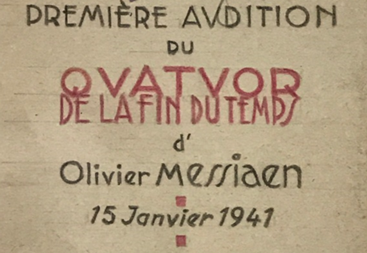 PREMIÈRE AVDITION
DU
QVATVOR
DE LA FIN DU TEMPS
d'
Olivier Messiaen
15 Janvier 1941